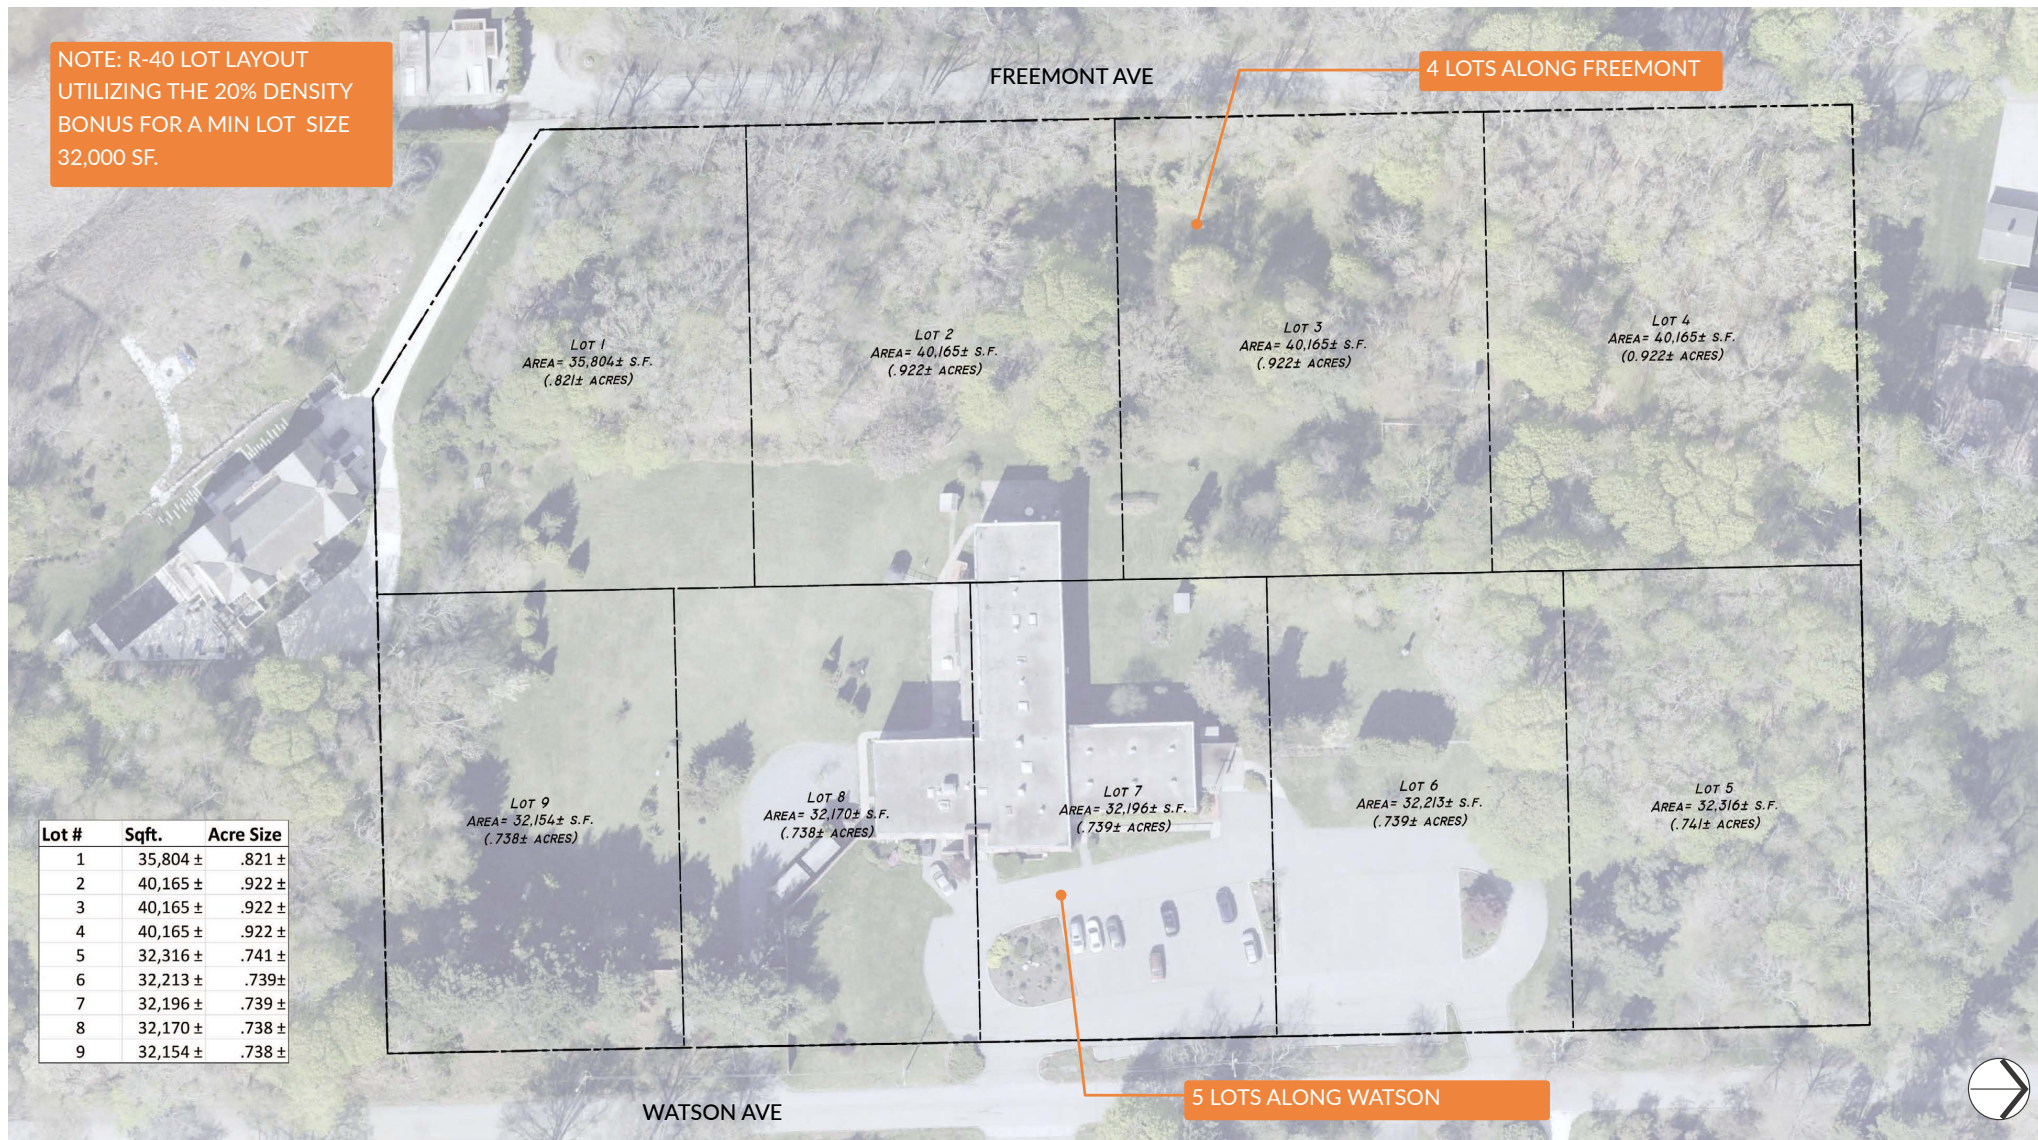 NOTE: R-40 LOT LAYOUT
UTILIZING THE 20% DENSITY
BONUS FOR A MIN LOT SIZE
32,000 SF.
FREEMONT AVE
4 LOTS ALONG FREEMONT
LOT 1
AREA= 35,804± S.F.
(.821± ACRES)
LOT 2
AREA= 40,165± S.F.
(.922± ACRES)
LOT 3
AREA= 40,165± S.F.
(.922± ACRES)
LOT 4
AREA= 40,165± S.F.
(0.922± ACRES)
LOT 9
AREA= 32,154± S.F.
(.738± ACRES)
LOT 8
AREA= 32,170± S.F.
(.738± ACRES)
LOT 7
AREA= 32,196± S.F.
(.739± ACRES)
LOT 6
AREA= 32,213± S.F.
(.739± ACRES)
LOT 5
AREA= 32,316± S.F.
(.741± ACRES)
Lot # Sqft. Acre Size
1 35,804 ± .821 ±
2 40,165 ± .922 ±
3 40,165 ± .922 ±
4 40,165 ± .922 ±
5 32,316 ± .741 ±
6 32,213 ± .739±
7 32,196 ± .739 ±
8 32,170 ± .738 ±
9 32,154 ± .738 ±
5 LOTS ALONG WATSON
WATSON AVE